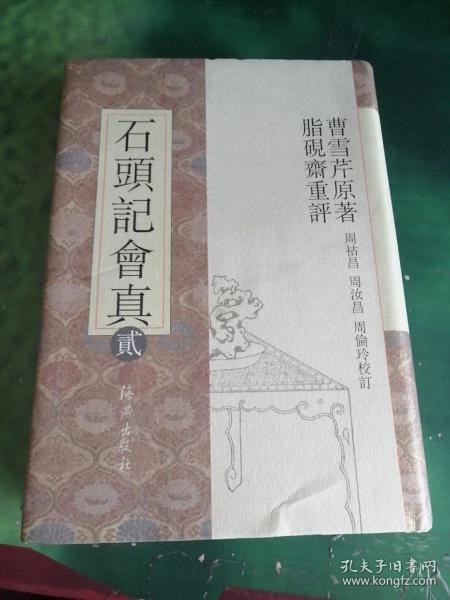 曹雪芹原著
脂硯齋重評
周祜昌 周汝昌 周倫玲校訂
石頭記會真
貳
海燕出版社
孔夫子旧书网
www.kongfz.com